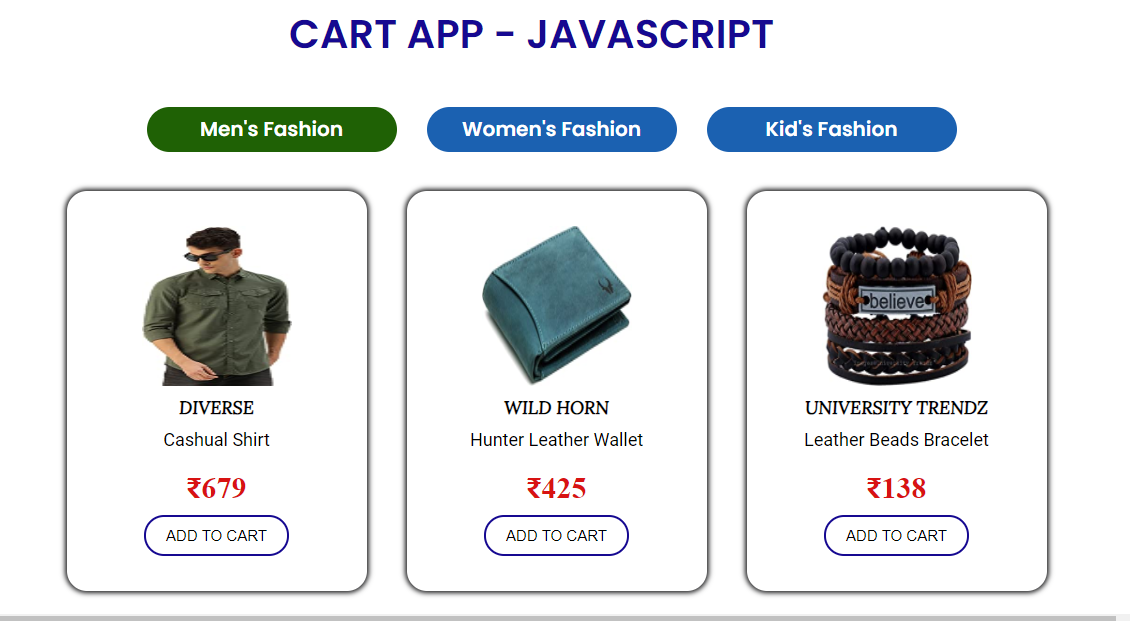 CART APP - JAVASCRIPT
Men's Fashion
Women's Fashion
Kid's Fashion
believe
DIVERSE
Cashual Shirt
₹679
ADD TO CART
WILD HORN
Hunter Leather Wallet
₹425
ADD TO CART
UNIVERSITY TRENDZ
Leather Beads Bracelet
₹138
ADD TO CART